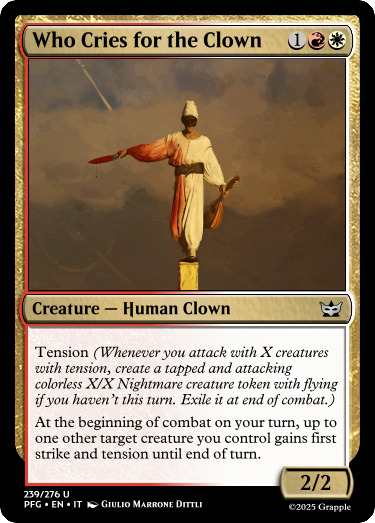 Who Cries for the Clown 1
Creature — Human Clown
Tension (Whenever you attack with X creatures
with tension, create a tapped and attacking
colorless X/X Nightmare creature token with flying
if you haven't this turn. Exile it at end of combat.)
At the beginning of combat on your turn, up to
one other target creature you control gains first
strike and tension until end of turn.
2/2
239/276 U
PFG • EN • IT Giulio Marrone Dittli
©2025 Grapple